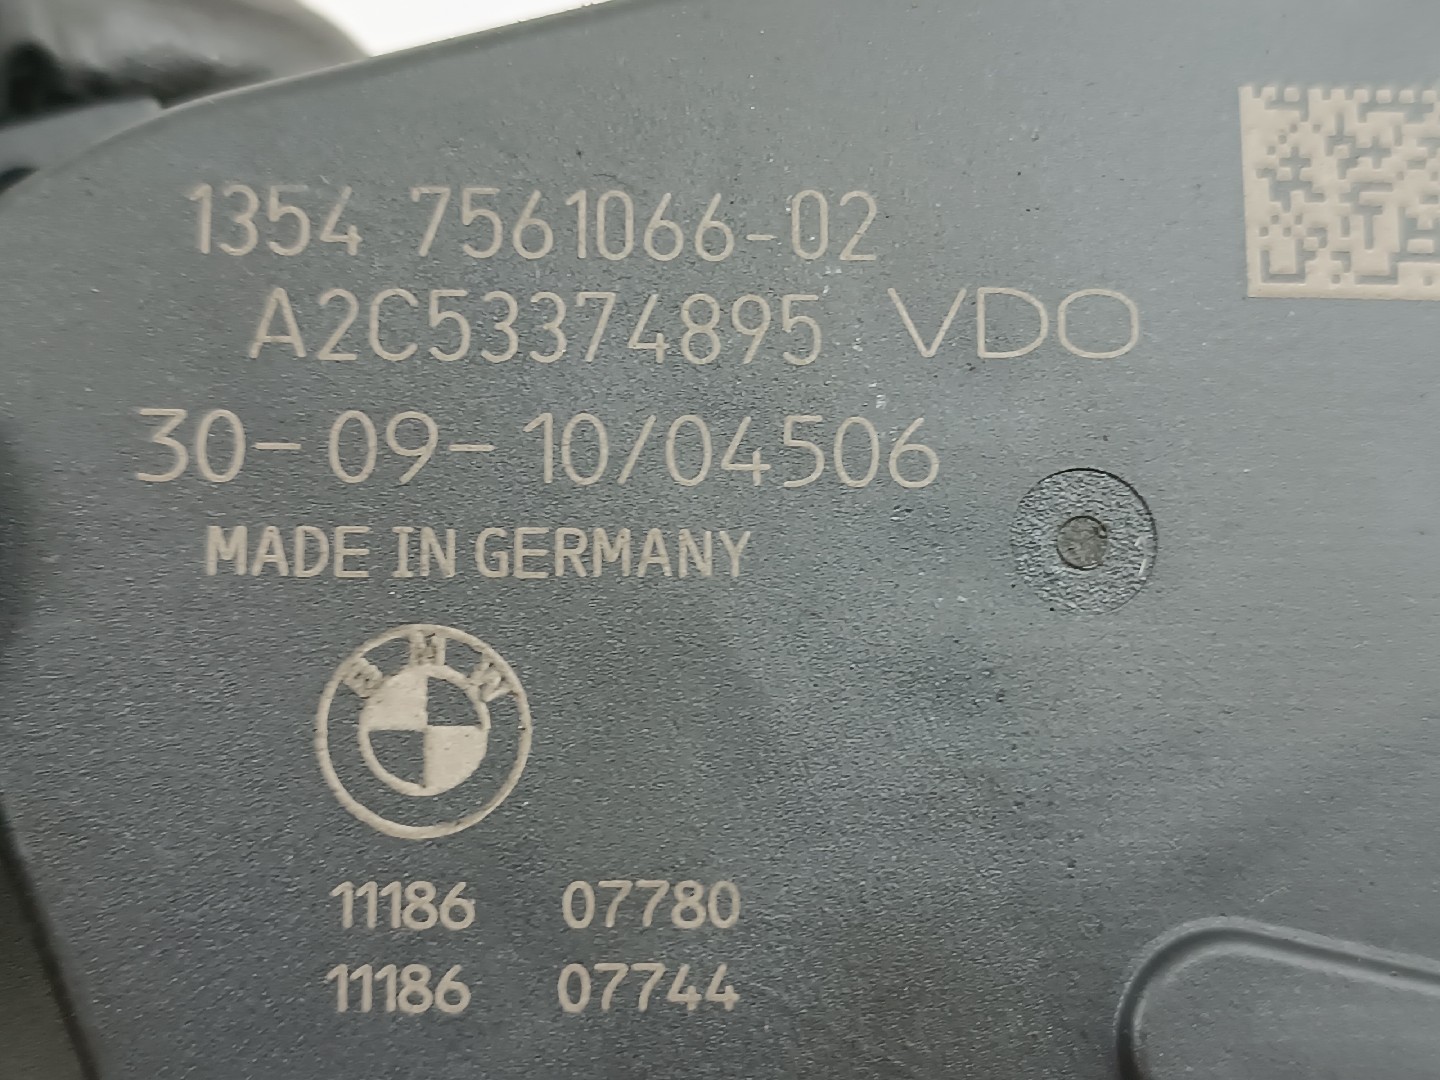 1354 7561066-02
A2C53374895 VDO
30-09-10/04506
MADE IN GERMANY
BMW
11186 07780
11186 07744